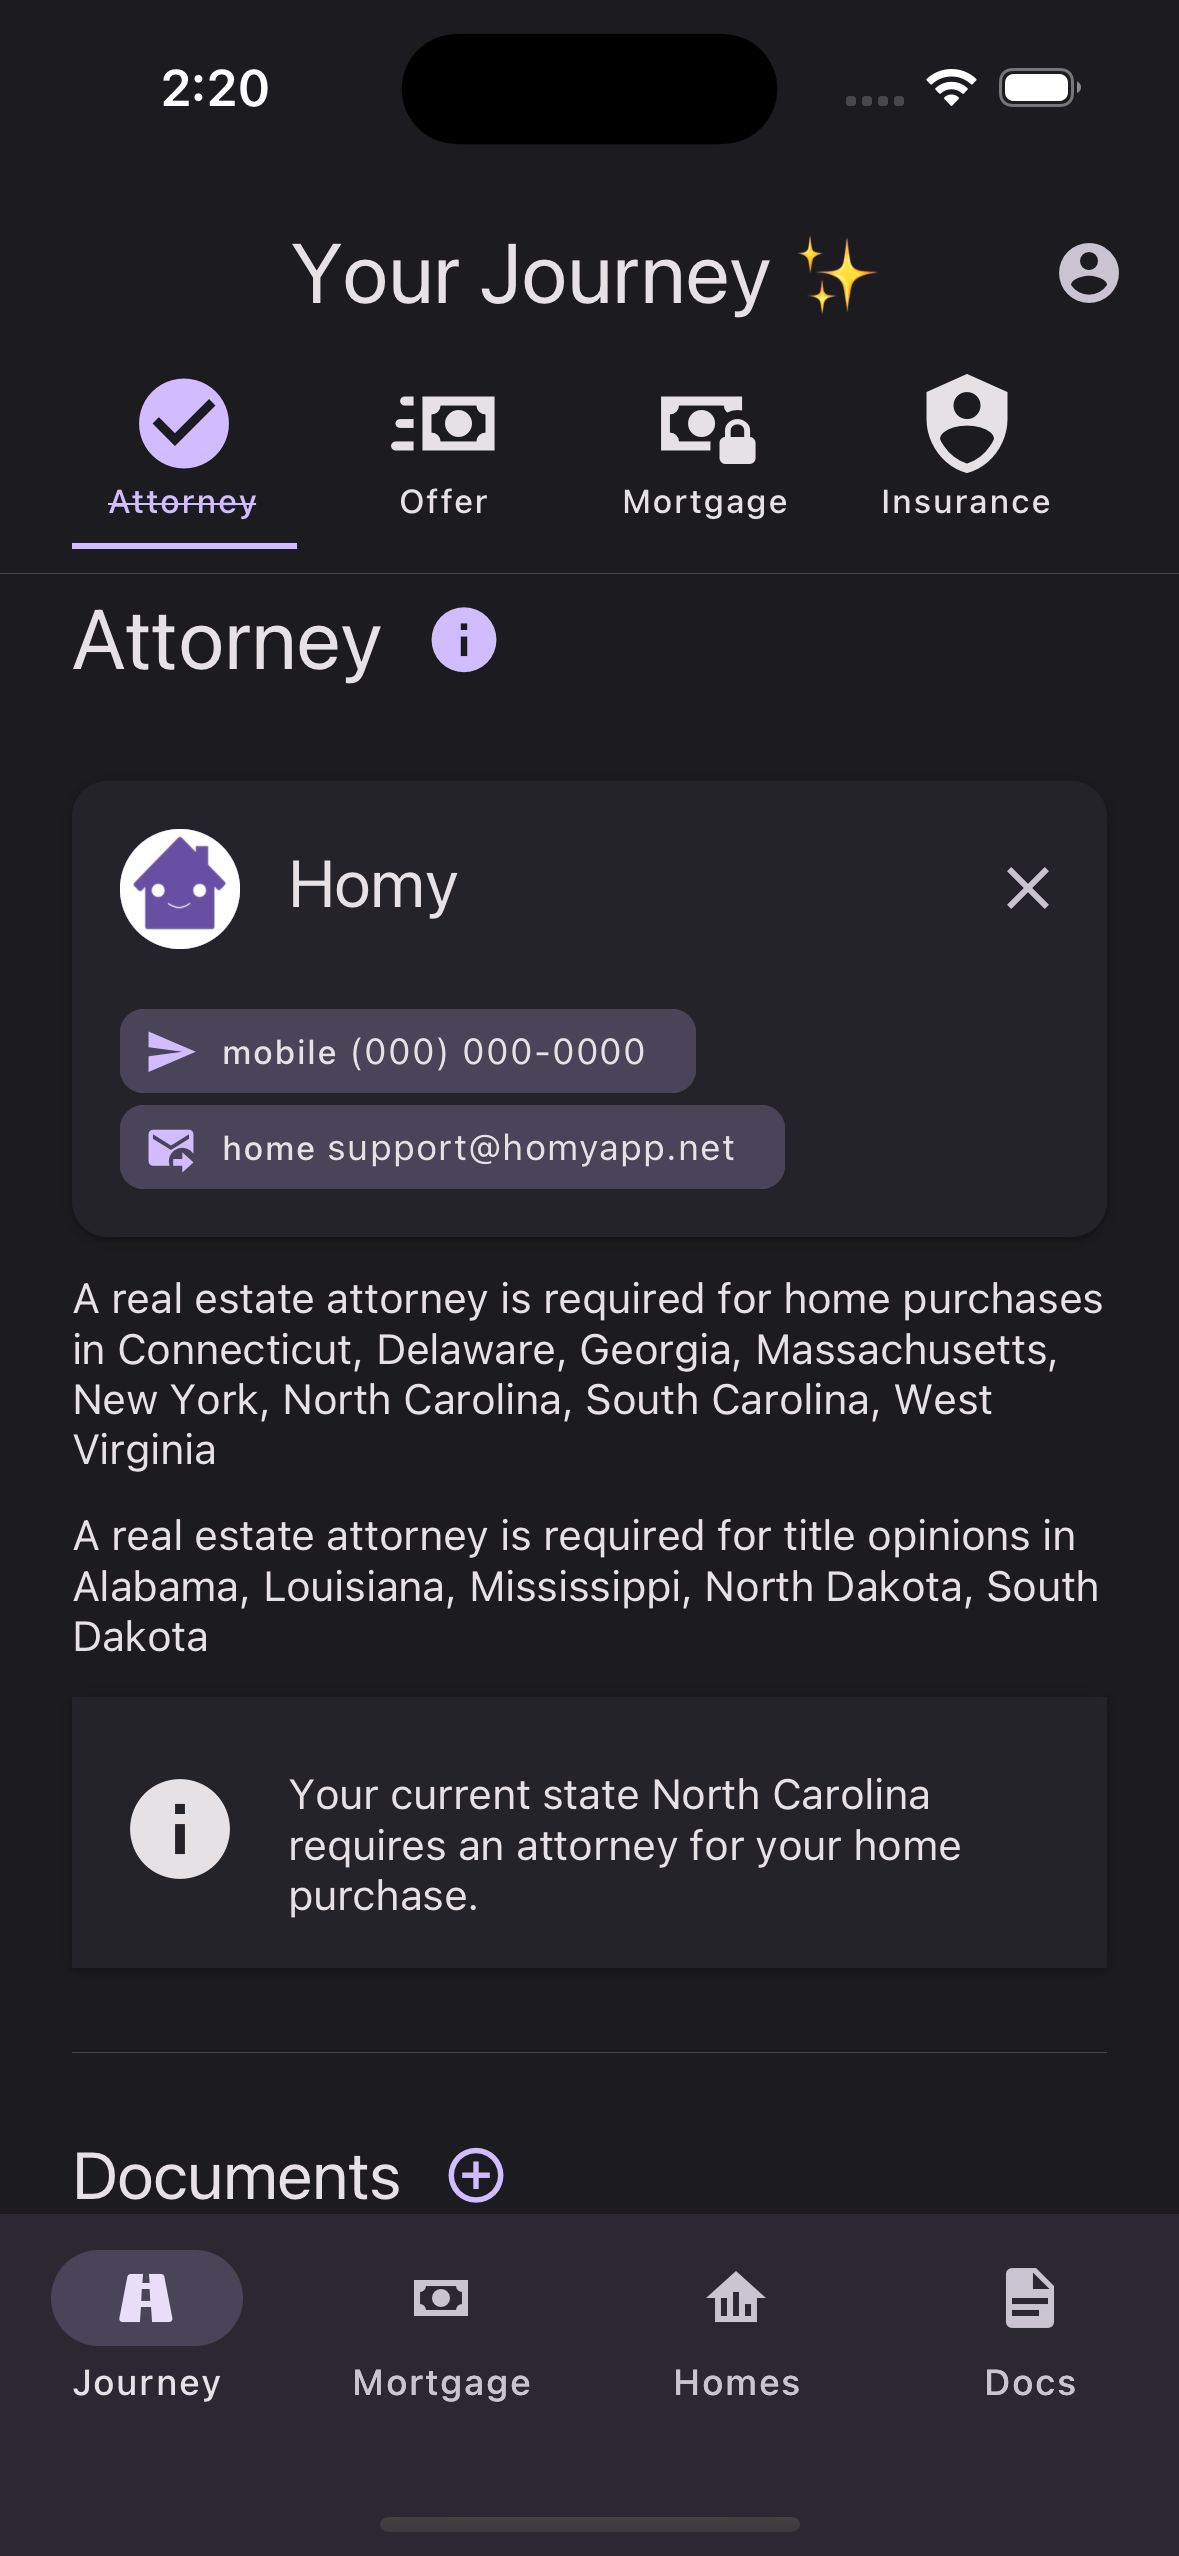 2:20
Your Journey ✨
Attorney
Offer
Mortgage
Insurance
Attorney
Homy
mobile (000) 000-0000
home support@homyapp.net
A real estate attorney is required for home purchases
in Connecticut, Delaware, Georgia, Massachusetts,
New York, North Carolina, South Carolina, West
Virginia
A real estate attorney is required for title opinions in
Alabama, Louisiana, Mississippi, North Dakota, South
Dakota
Your current state North Carolina
requires an attorney for your home
purchase.
Documents
Journey
Mortgage
Homes
Docs